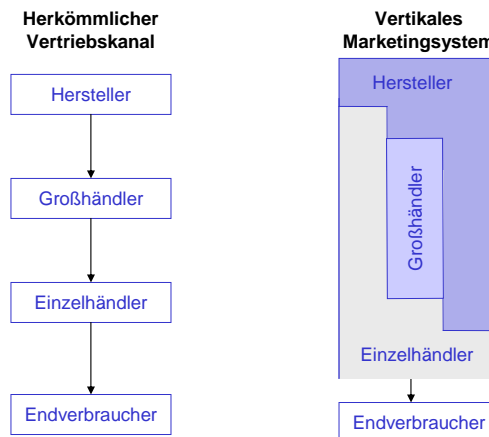 Herkömmlicher
Vertriebskanal
Hersteller
Großhändler
Einzelhändler
Endverbraucher
Vertikales
Marketingsystem
Hersteller
Großhändler
Einzelhändler
Endverbraucher